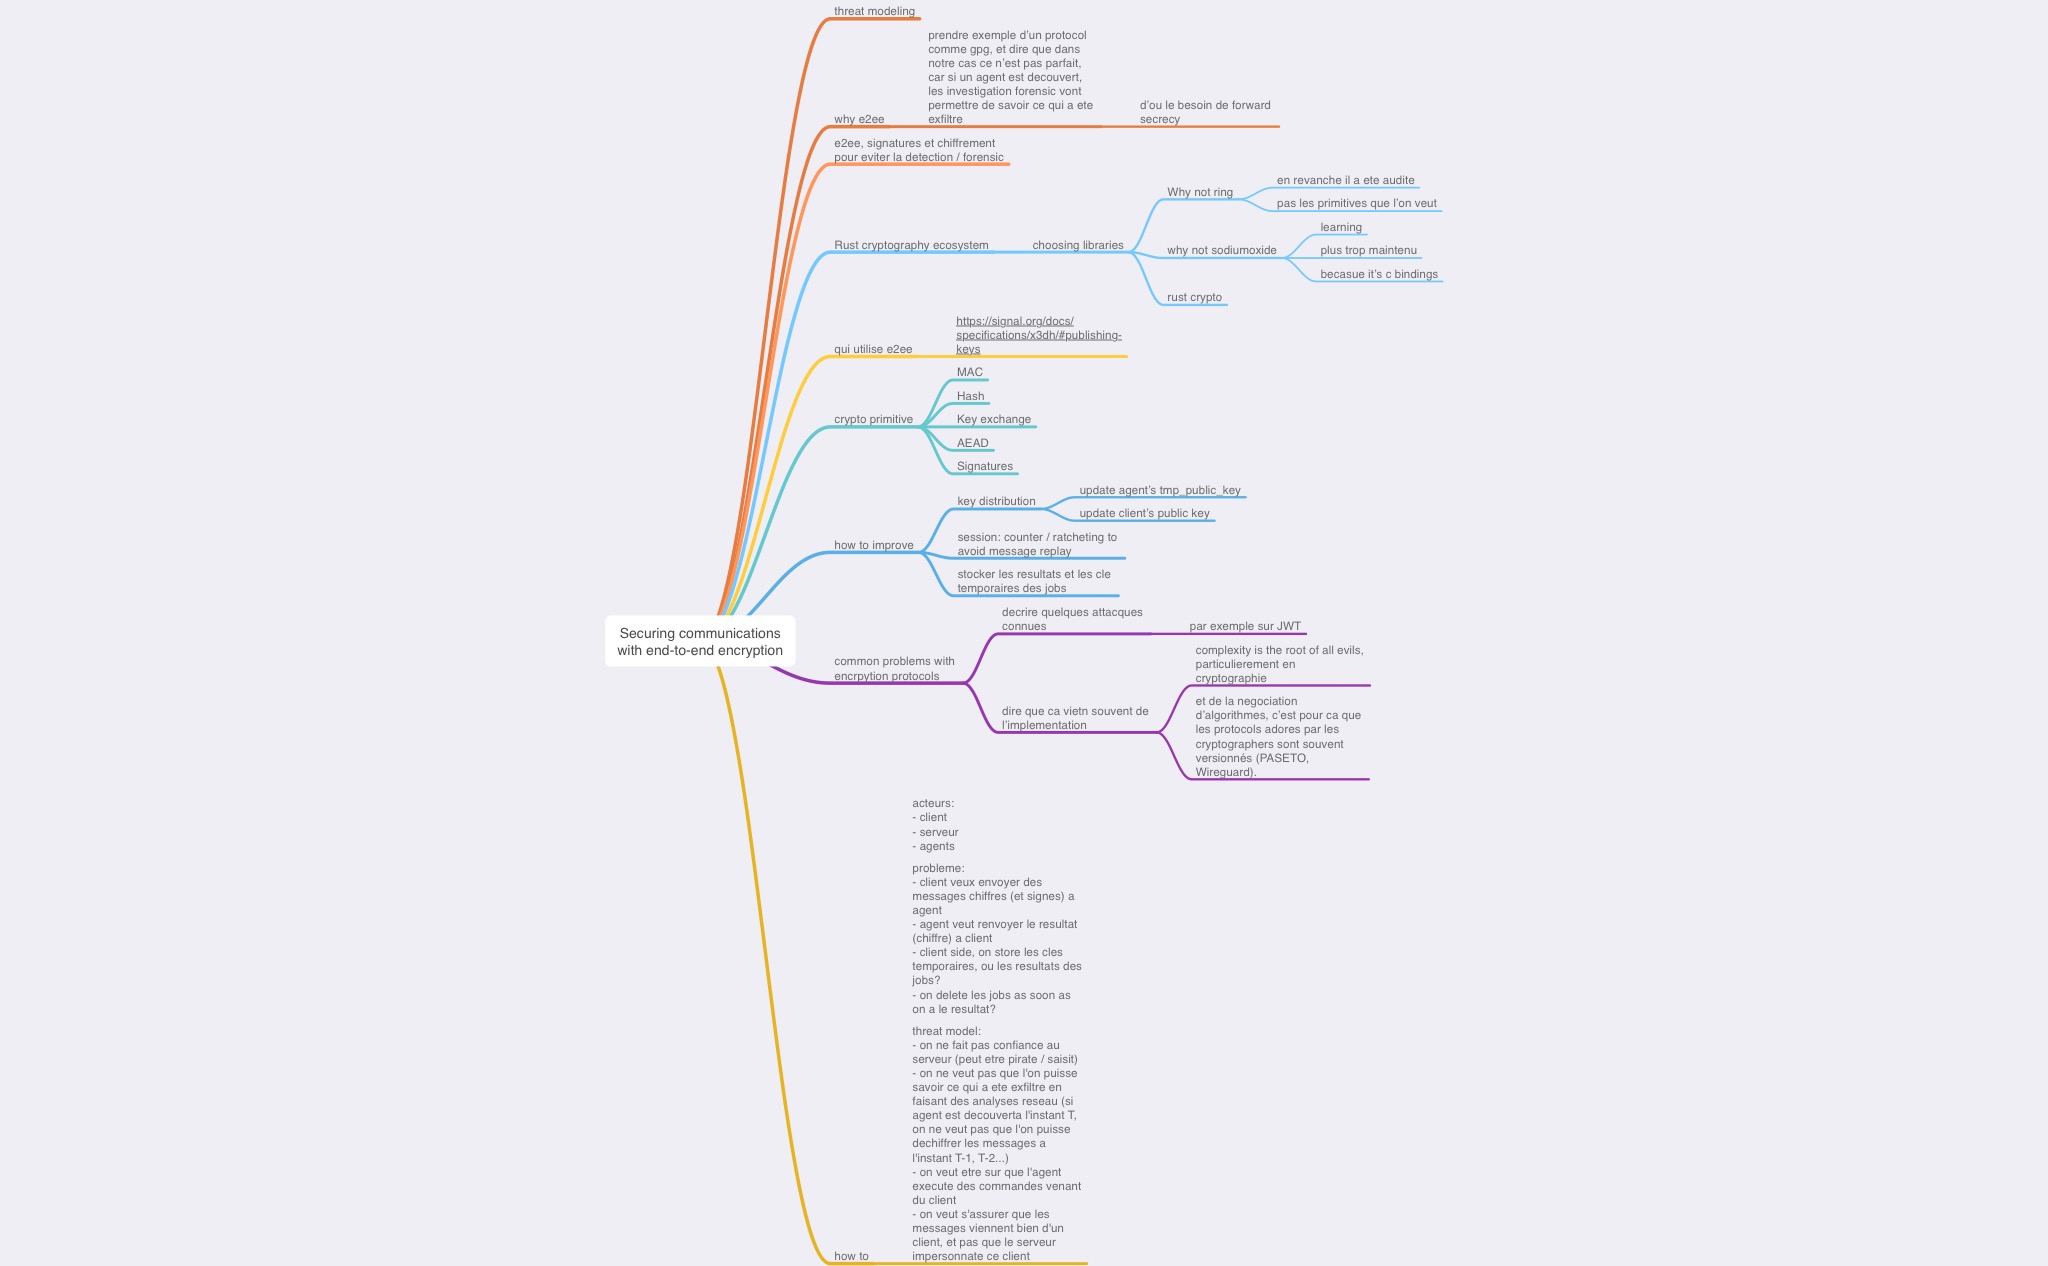 threat modeling
prendre exemple d'un protocol
comme gpg, et dire que dans
notre cas ce n'est pas parfait,
car si un agent est decouvert,
les investigation forensic vont
permettre de savoir ce qui a ete
exfiltre
d'ou le besoin de forward
secrecy
why e2ee
e2ee, signatures et chiffrement
pour eviter la detection / forensic
en revanche il a ete audite
Why not ring
pas les primitives que l'on veut
learning
Rust cryptography ecosystem
choosing libraries
why not sodiumoxide
plus trop maintenu
becasue it's c bindings
rust crypto
https://signal.org/docs/
specifications/x3dh/#publishing-
keys
qui utilise e2ee
MAC
Hash
crypto primitive
Key exchange
AEAD
Signatures
update agent's tmp_public_key
key distribution
update client's public key
how to improve
session: counter / ratcheting to
avoid message replay
stocker les resultats et les cle
temporaires des jobs
Securing communications
with end-to-end encryption
decrire quelques attacques
connues
par exemple sur JWT
common problems with
encrpytion protocols
complexity is the root of all evils,
particulierement en
cryptographie
dire que ca vietn souvent de
l'implementation
et de la negociation
d'algorithmes, c'est pour ca que
les protocols adores par les
cryptographers sont souvent
versionnés (PASETO,
Wireguard).
acteurs:
- client
- serveur
- agents
probleme:
- client veux envoyer des
messages chiffres (et signes) a
agent
- agent veut renvoyer le resultat
(chiffre) a client
- client side, on store les cles
temporaires, ou les resultats des
jobs?
- on delete les jobs as soon as
on a le resultat?
threat model:
- on ne fait pas confiance au
serveur (peut etre pirate / saisit)
- on ne veut pas que l'on puisse
savoir ce qui a ete exfiltre en
faisant des analyses reseau (si
agent est decouverta l'instant T,
on ne veut pas que l'on puisse
dechiffrer les messages a
l'instant T-1, T-2...)
- on veut etre sur que l'agent
execute des commandes venant
du client
- on veut s'assurer que les
messages viennent bien d'un
client, et pas que le serveur
impersonnate ce client
how to